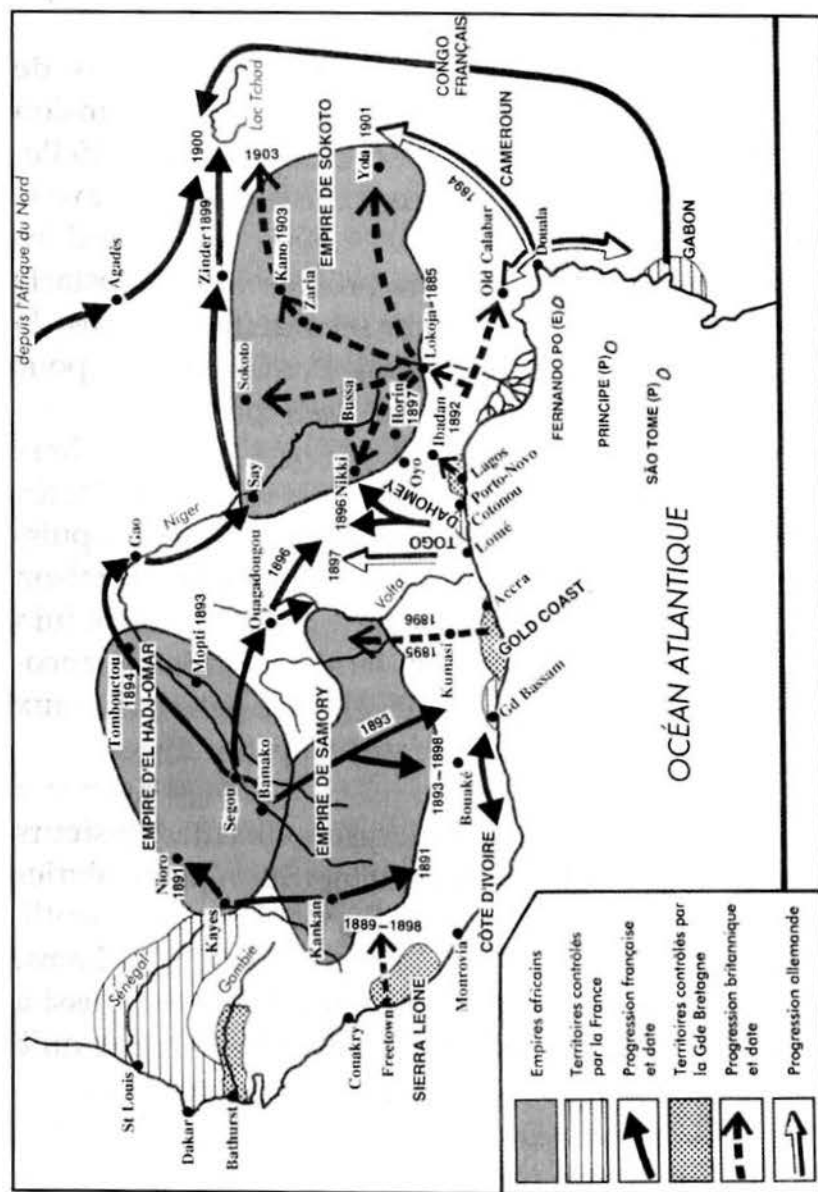 depuis l'Afrique du Nord
Agadès
1900
Lac Tchod
Zinder 1899
1903
CONGO
FRANÇAIS
Sokoto
Kano 1903
Zaria
EMPIRE DE SOKOTO
Yola
1901
1894
CAMEROUN
Gao
Niger
Say
Bussa
Nikki
Ilorin
1897
Lokoja-1885
Oyo
Ibadan
1892
Old Calabar
Douala
GABON
Tombouctou
1894
Mopti 1893
Ouagadougou
1896
1896
1897
DAHOMEY
TOGO
Lagos
Porto-Novo
Cotonou
Lomé
FERNANDO PO (E)
PRINCIPE (P)
SÃO TOME (P)
EMPIRE D'EL HADJ-OMAR
Segou
Bamako
EMPIRE DE SAMORY
1893
Volta
1895
1896
Kumasi
Accra
GOLD COAST
Gd Bassam
OCÉAN ATLANTIQUE
Nioro
1891
Kayes
Kankan
1891
1893-1898
Bouaké
CÔTE D'IVOIRE
1889-1898
St Louis
Sénégal
Dakar
Gambie
Bathurst
Conakry
Freetown
SIERRA LEONE
Monrovia
Empires africains
Territoires contrôlés
par la France
Progression française
et date
Territoires contrôlés par
la Gde Bretagne
Progression britannique
et date
Progression allemande